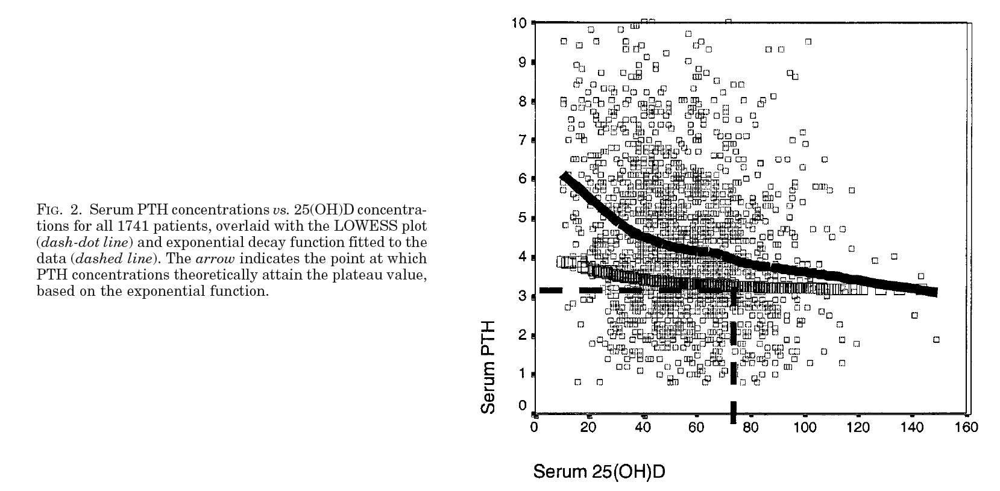 FIG. 2. Serum PTH concentrations vs. 25(OH)D concentra-
tions for all 1741 patients, overlaid with the LOWESS plot
(dash-dot line) and exponential decay function fitted to the
data (dashed line). The arrow indicates the point at which
PTH concentrations theoretically attain the plateau value,
based on the exponential function.
10
9
8
7
6
5
4
3
2
1
0
Serum PTH
0 20 40 60 80 100 120 140 160
Serum 25(OH)D